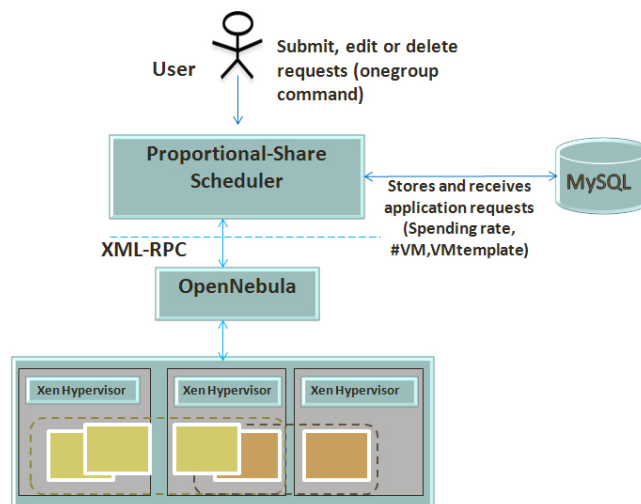 User
Submit, edit or delete
requests (onegroup
command)
Proportional-Share
Scheduler
MySQL
Stores and receives
application requests
(Spending rate,
#VM,VMtemplate)
XML-RPC
OpenNebula
Xen Hypervisor
Xen Hypervisor
Xen Hypervisor